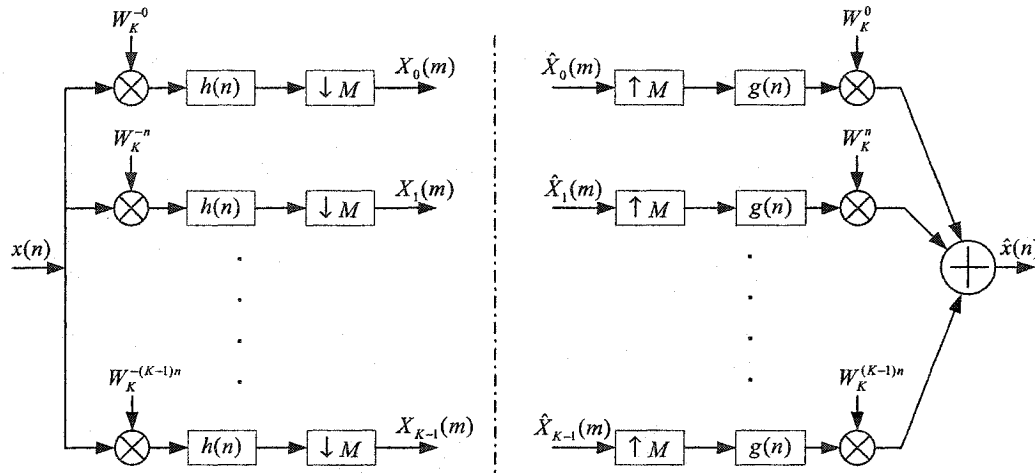 W_K^{-0} W_K^0
h(n) ↓ M X_0(m) X̂_0(m) ↑ M g(n)
W_K^{-n} W_K^n
h(n) ↓ M X_1(m) X̂_1(m) ↑ M g(n)
x(n) x̂(n)
W_K^{-(K-1)n} W_K^{(K-1)n}
h(n) ↓ M X_{K-1}(m) X̂_{K-1}(m) ↑ M g(n)